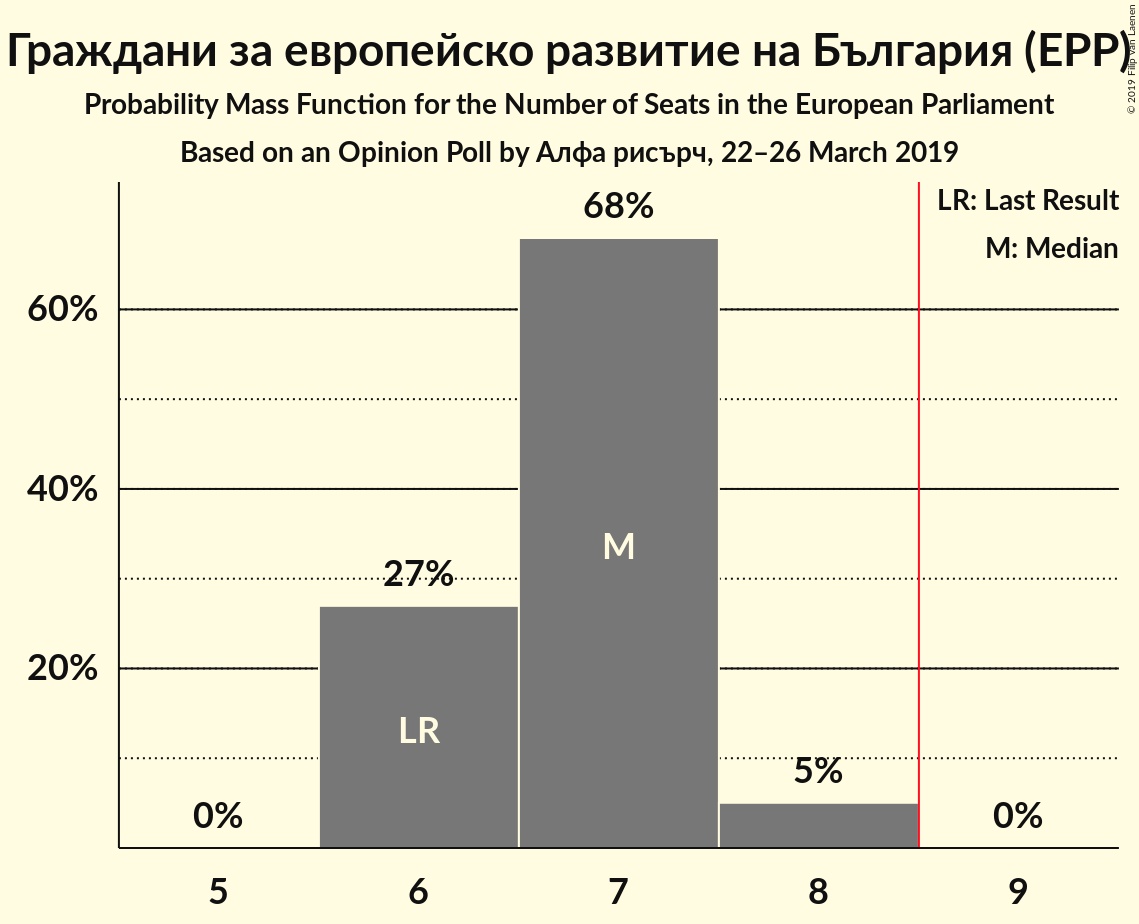 Граждани за европейско развитие на България (EPP)
© 2019 Filip van Laenen
Probability Mass Function for the Number of Seats in the European Parliament
Based on an Opinion Poll by Алфа рисърч, 22–26 March 2019
LR: Last Result
M: Median
68%
60%
40%
M
27%
20%
LR
5%
0%
0%
5
6
7
8
9